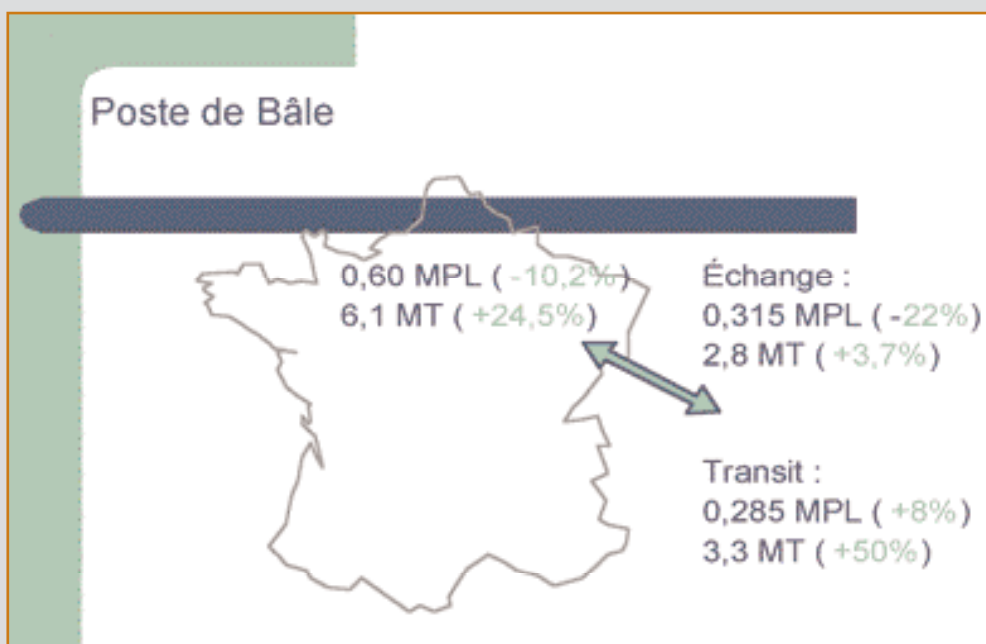 Poste de Bâle
0,60 MPL ( -10,2%)
6,1 MT ( +24,5%)
Échange :
0,315 MPL ( -22%)
2,8 MT ( +3,7%)
Transit :
0,285 MPL ( +8%)
3,3 MT ( +50%)